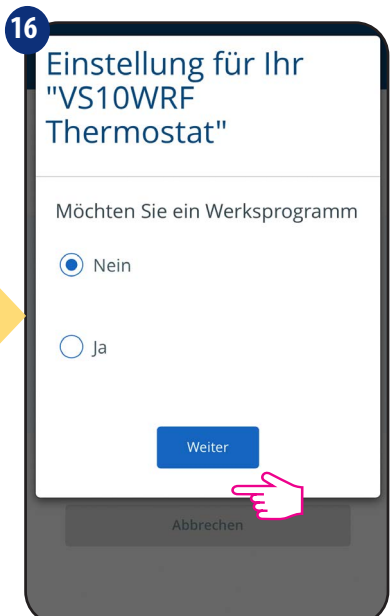 16
Einstellung für Ihr
"VS10WRF
Thermostat"
Möchten Sie ein Werksprogramm
Nein
Ja
Weiter
Abbrechen